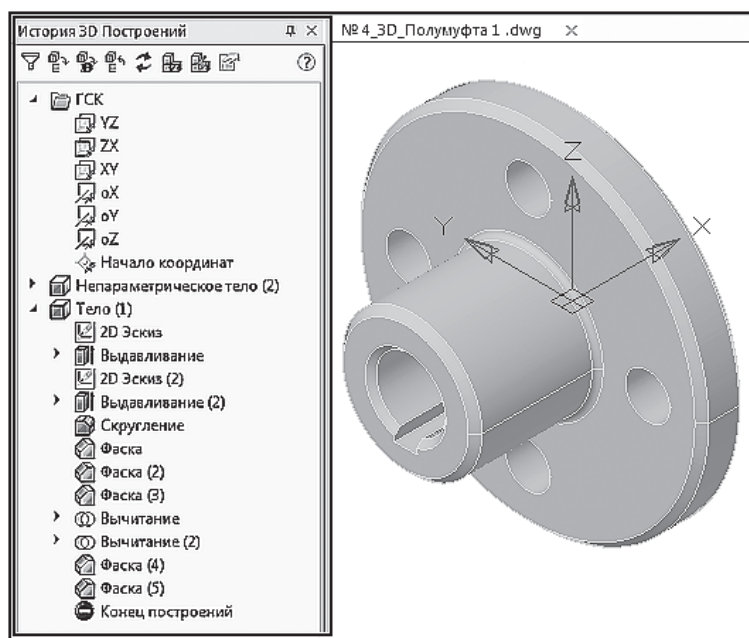 История 3D Построений
№4_3D_Полумуфта 1 .dwg
ГСК
YZ
ZX
XY
oX
oY
oZ
Начало координат
Непараметрическое тело (2)
Тело (1)
2D Эскиз
Выдавливание
2D Эскиз (2)
Выдавливание (2)
Скругление
Фаска
Фаска (2)
Фаска (3)
Вычитание
Вычитание (2)
Фаска (4)
Фаска (5)
Конец построений
Z
Y
X